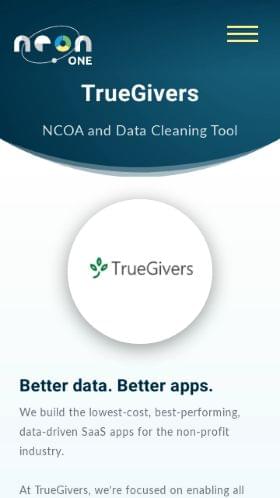 neon
ONE
TrueGivers
NCOA and Data Cleaning Tool
TrueGivers
Better data. Better apps.
We build the lowest-cost, best-performing,
data-driven SaaS apps for the non-profit
industry.
At TrueGivers, we're focused on enabling all